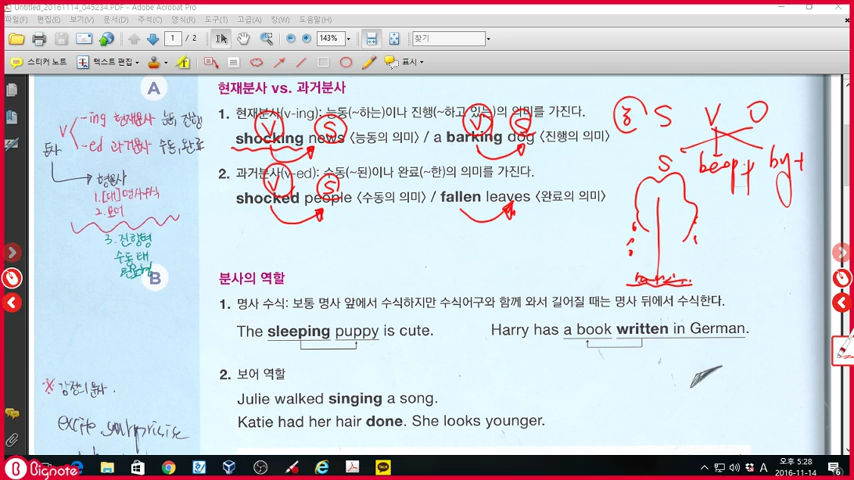 Untitled_20161114_045234.PDF - Adobe Acrobat Pro
파일(F) 편집(E) 보기(V) 문서(D) 주석(C) 양식(R) 도구(T) 고급(A) 창(W) 도움말(H)
1 / 2 143% 찾기
스티커 노트 텍스트 편집 표시
A
현재분사 vs. 과거분사
1. 현재분사(v-ing): 능동(~하는)이나 진행(~하고 있는)의 의미를 가진다.
V S V S
shocking news <능동의 의미> / a barking dog <진행의 의미>
2. 과거분사(v-ed): 수동(~된)이나 완료(~한)의 의미를 가진다.
V S
shocked people <수동의 의미> / fallen leaves <완료의 의미>
S V O
S be+p.p+ by+
V -ing 현재분사 능동, 진행
-ed 과거분사 수동, 완료
동사
형용사
2. 보어
3. 진행형
수동태
B
분사의 역할
1. 명사 수식: 보통 명사 앞에서 수식하지만 수식어구와 함께 와서 길어질 때는 명사 뒤에서 수식한다.
The sleeping puppy is cute. Harry has a book written in German.
2. 보어 역할
Julie walked singing a song.
Katie had her hair done. She looks younger.
※ 감정의 분사.
excite, surprise
Bignote
A 오후 5:28
2016-11-14